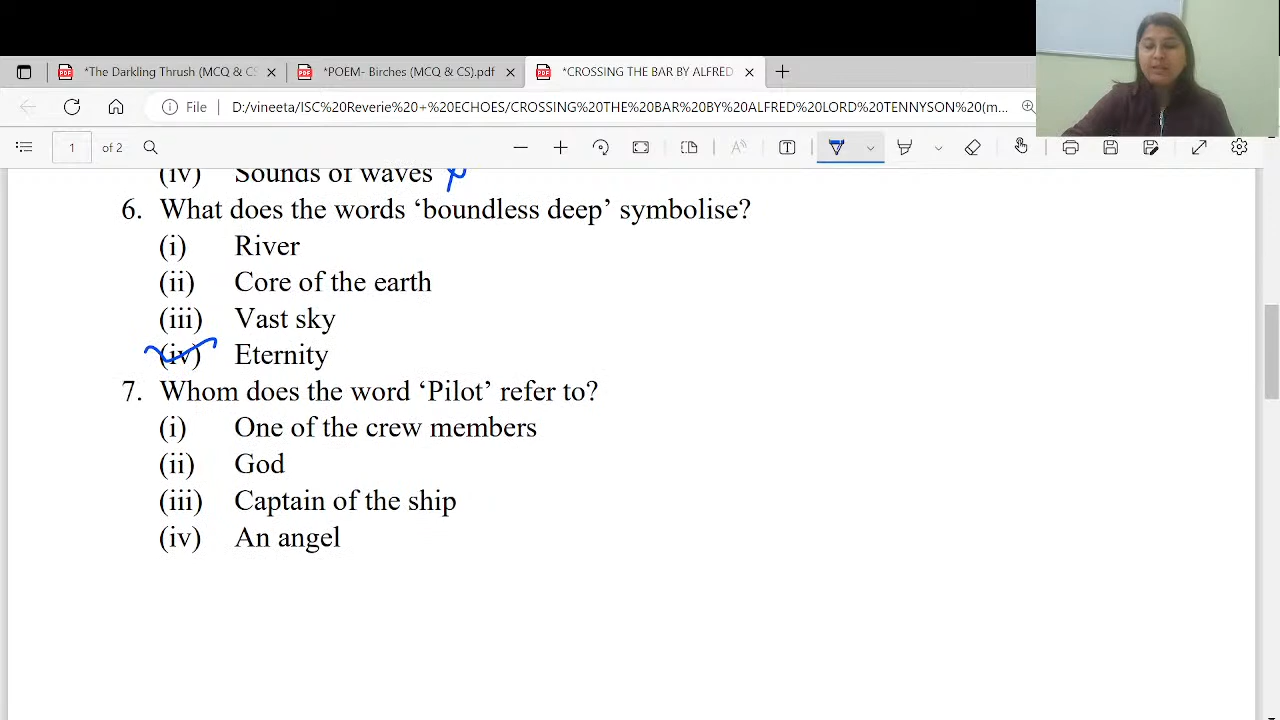 *The Darkling Thrush (MCQ & CS
*POEM- Birches (MCQ &CS).pdf
*CROSSING THE BAR BY ALFRED
File
D:/vineeta/ISC%20Reverie%20+%20ECHOES/CROSSING%20THE%20BAR%20BY%20ALFRED%20LORD%20TENNYSON%20(m...
1
of 2
(iv) Sounds of waves
6. What does the words ‘boundless deep’ symbolise?
(i) River
(ii) Core of the earth
(iii) Vast sky
(iv) Eternity
7. Whom does the word ‘Pilot’ refer to?
(i) One of the crew members
(ii) God
(iii) Captain of the ship
(iv) An angel